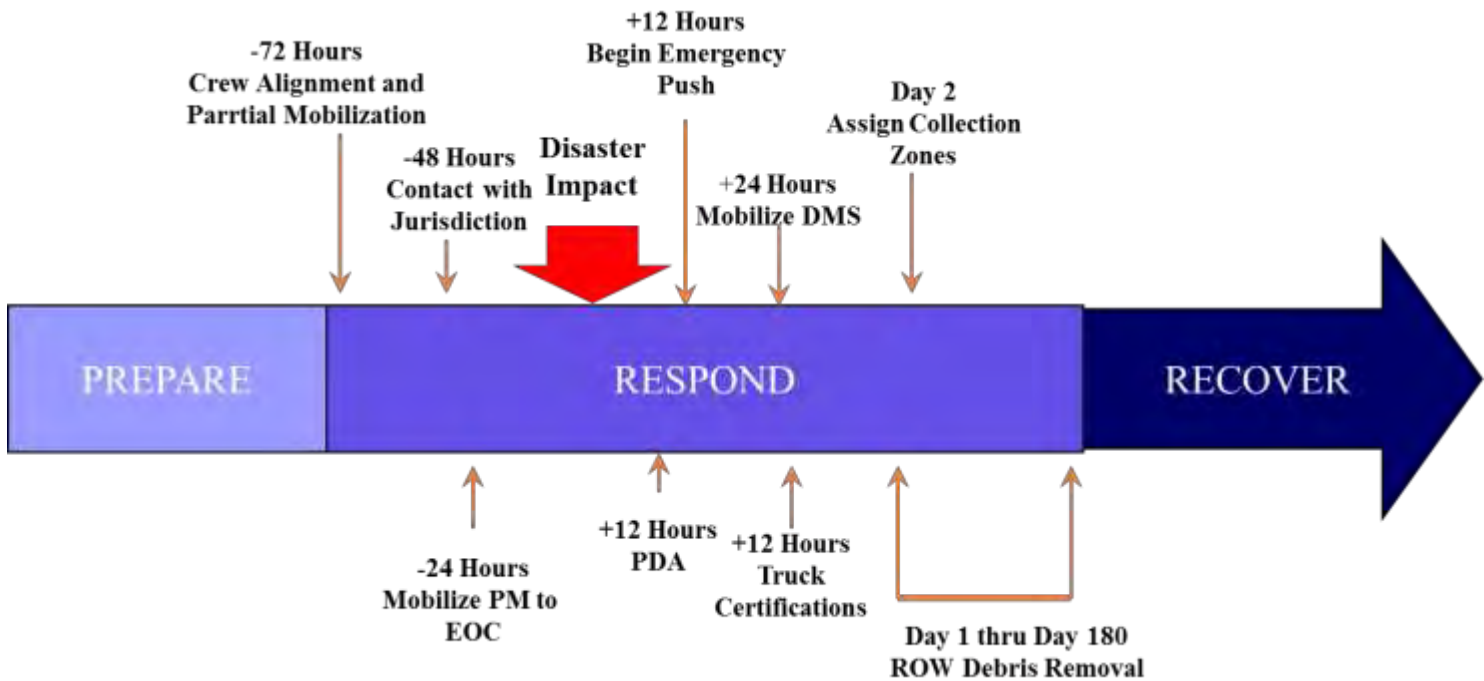 -72 Hours
Crew Alignment and
Parrtial Mobilization
-48 Hours
Contact with
Jurisdiction
Disaster
Impact
+12 Hours
Begin Emergency
Push
+24 Hours
Mobilize DMS
Day 2
Assign Collection
Zones
PREPARE
RESPOND
RECOVER
-24 Hours
Mobilize PM to
EOC
+12 Hours
PDA
+12 Hours
Truck
Certifications
Day 1 thru Day 180
ROW Debris Removal